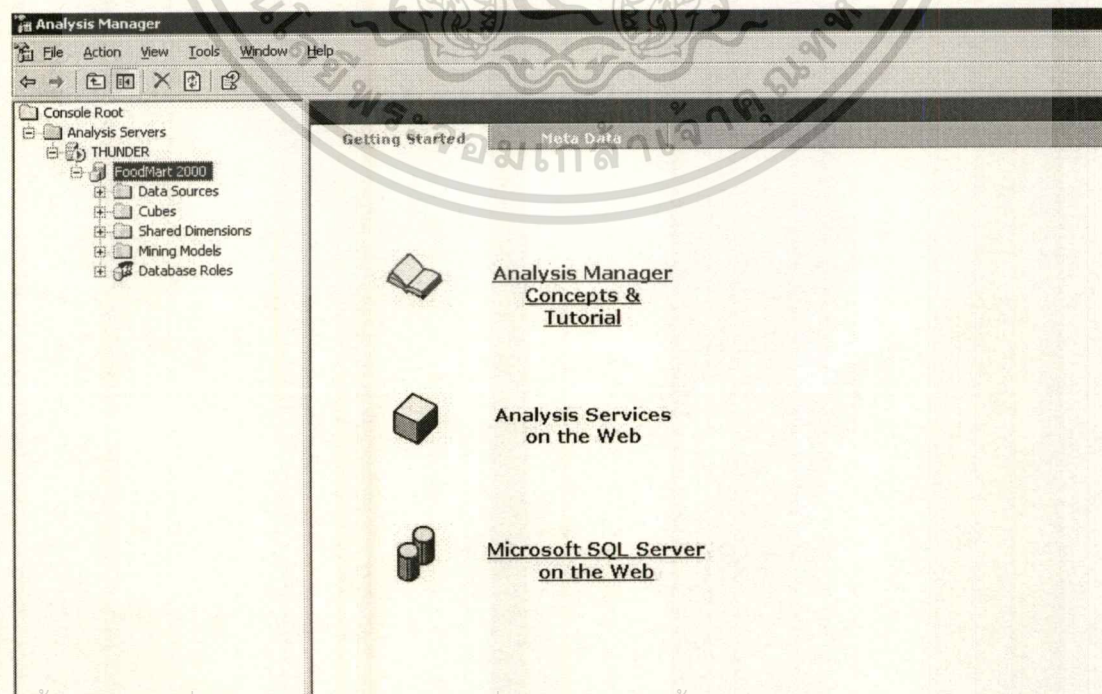 Analysis Manager
File Action View Tools Window Help
Console Root
Analysis Servers
THUNDER
FoodMart 2000
Data Sources
Cubes
Shared Dimensions
Mining Models
Database Roles
Getting Started Meta Data
Analysis Manager
Concepts &
Tutorial
Analysis Services
on the Web
Microsoft SQL Server
on the Web